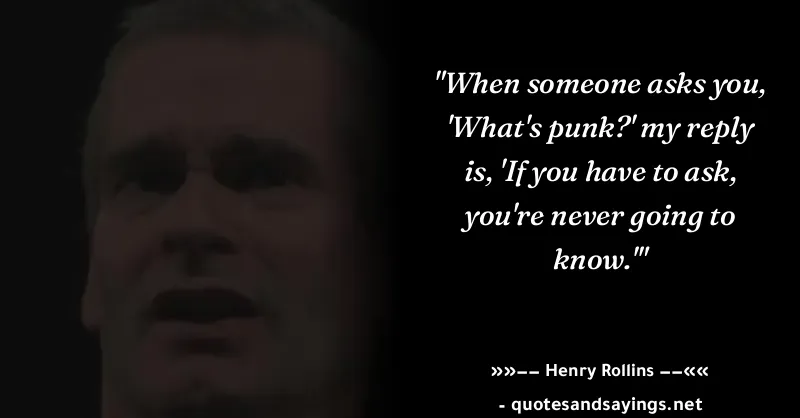 "When someone asks you,
'What's punk?' my reply
is, 'If you have to ask,
you're never going to
know.'"
»»−− Henry Rollins −−««
- quotesandsayings.net